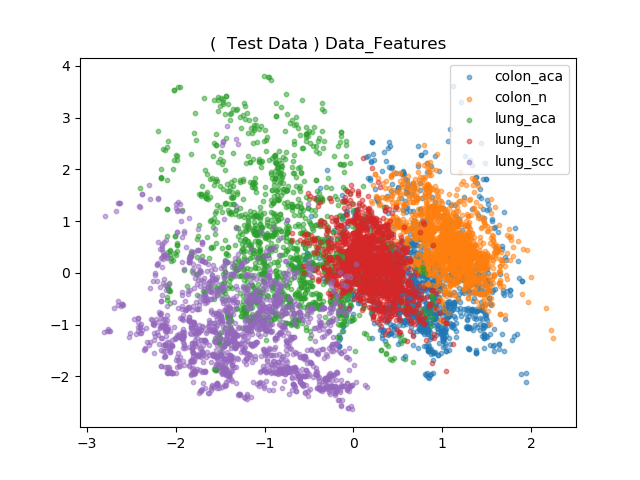 ( Test Data ) Data_Features
colon_aca
colon_n
lung_aca
lung_n
lung_scc
4
3
2
1
0
−1
−2
−3 −2 −1 0 1 2